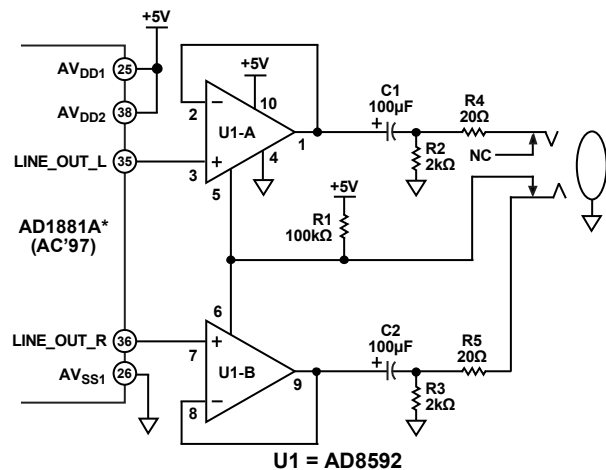 +5V
AVDD1 25
+5V
AVDD2 38
2
10
U1-A
C1
100µF
R4
20Ω
LINE_OUT_L 35
3
4
1
+
R2
2kΩ
NC
5
+5V
AD1881A*
(AC'97)
R1
100kΩ
6
C2
100µF
R5
20Ω
LINE_OUT_R 36
7
U1-B
9
+
AVSS1 26
8
R3
2kΩ
U1 = AD8592